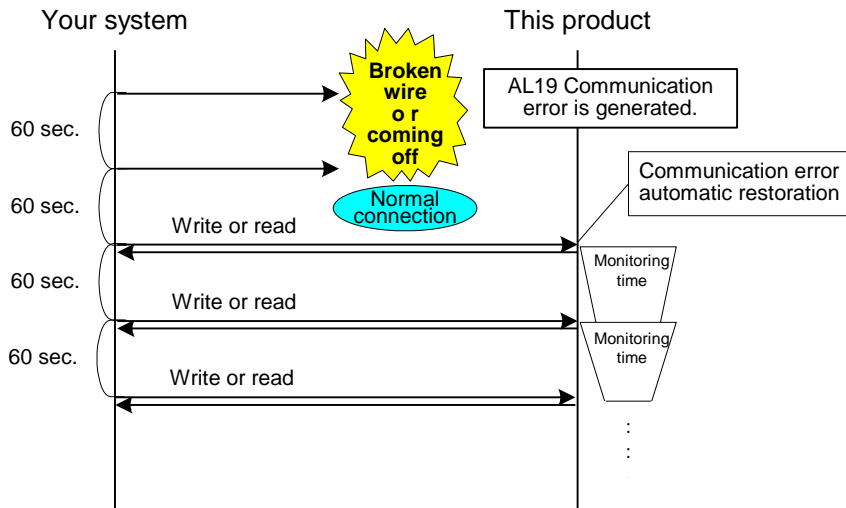 Your system
This product
Broken
wire
o r
coming
off
AL19 Communication
error is generated.
60 sec.
Communication error
automatic restoration
60 sec.
Normal
connection
Write or read
Monitoring
time
60 sec.
Write or read
Monitoring
time
60 sec.
Write or read